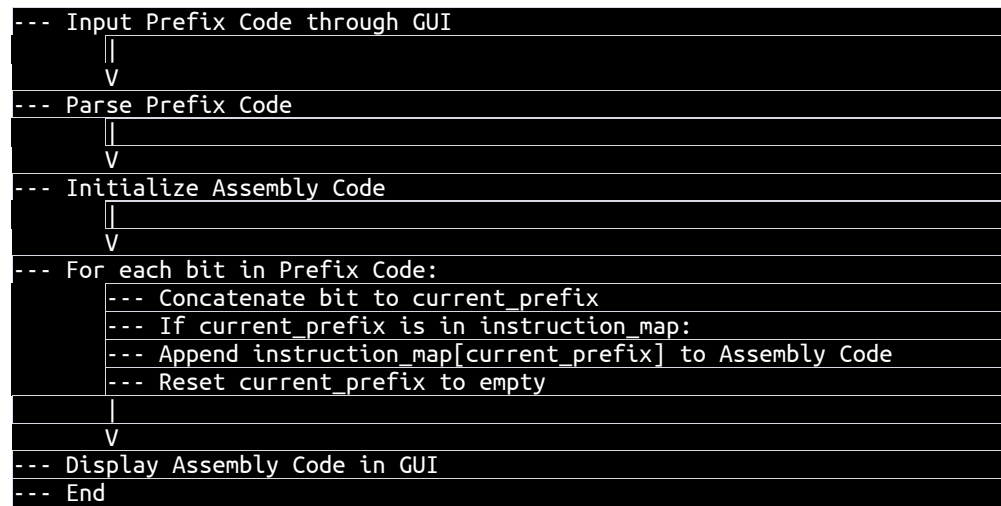 --- Input Prefix Code through GUI
|
V
--- Parse Prefix Code
|
V
--- Initialize Assembly Code
|
V
--- For each bit in Prefix Code:
--- Concatenate bit to current_prefix
--- If current_prefix is in instruction_map:
--- Append instruction_map[current_prefix] to Assembly Code
--- Reset current_prefix to empty
|
V
--- Display Assembly Code in GUI
--- End